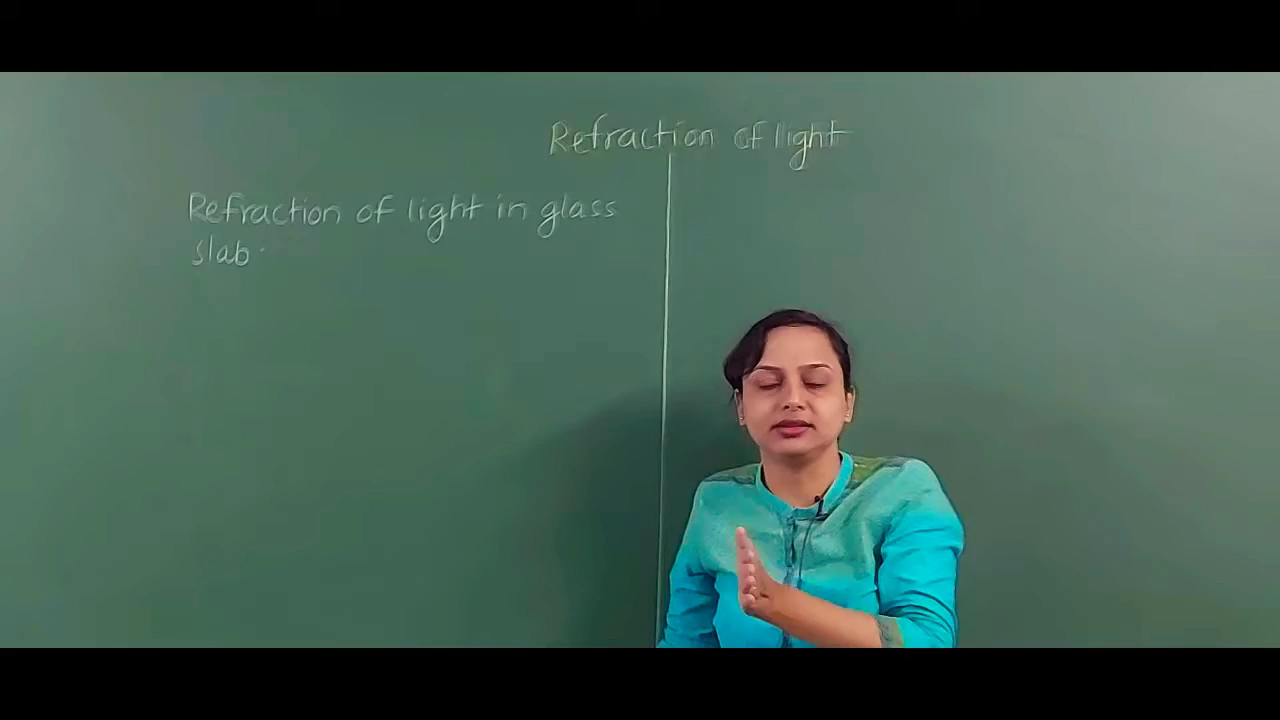 Refraction of light
Refraction of light in glass
slab.